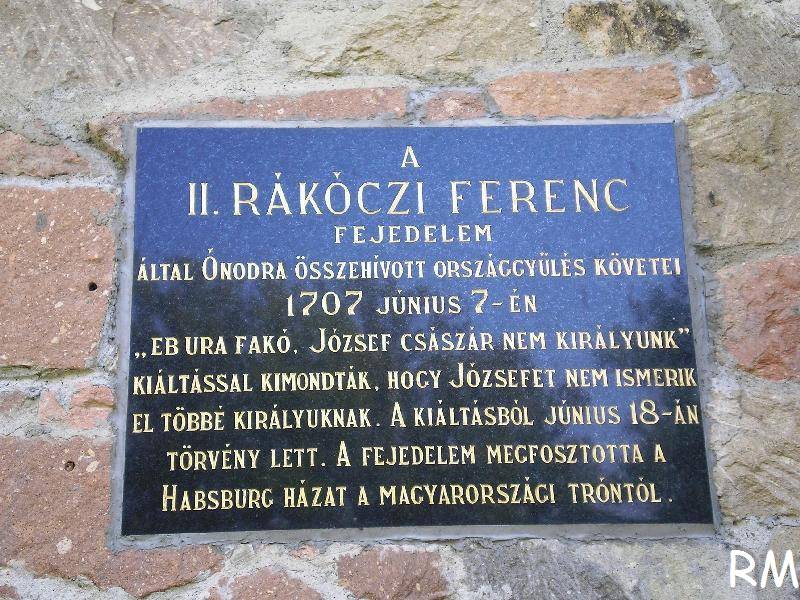 A
II. RÁKÓCZI FERENC
FEJEDELEM
ÁLTAL ÓNODRA ÖSSZEHÍVOTT ORSZÁGGYŰLÉS KÖVETEI
1707 JÚNIUS 7-ÉN
„EB URA FAKÓ, JÓZSEF CSÁSZÁR NEM KIRÁLYUNK”
KIÁLTÁSSAL KIMONDTÁK, HOGY JÓZSEFET NEM ISMERIK
EL TÖBBÉ KIRÁLYUKNAK. A KIÁLTÁSBÓL JÚNIUS 18-ÁN
TÖRVÉNY LETT. A FEJEDELEM MEGFOSZTOTTA A
HABSBURG HÁZAT A MAGYARORSZÁGI TRÓNTÓL.
RM